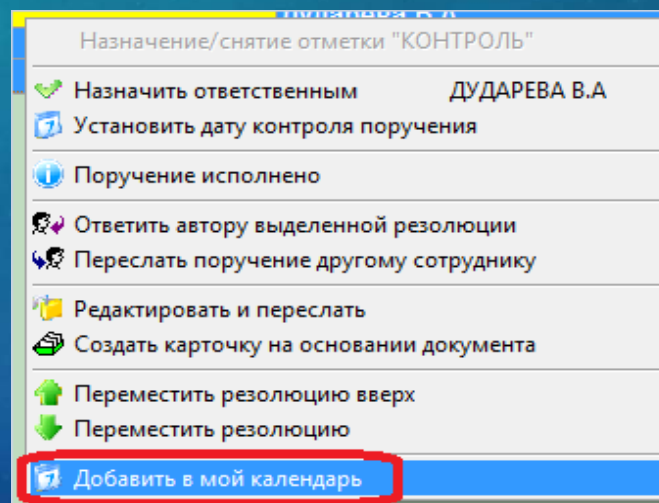 Дударева В.А
Назначение/снятие отметки "КОНТРОЛЬ"
Назначить ответственным ДУДАРЕВА В.А
Установить дату контроля поручения
Поручение исполнено
Ответить автору выделенной резолюции
Переслать поручение другому сотруднику
Редактировать и переслать
Создать карточку на основании документа
Переместить резолюцию вверх
Переместить резолюцию
Добавить в мой календарь